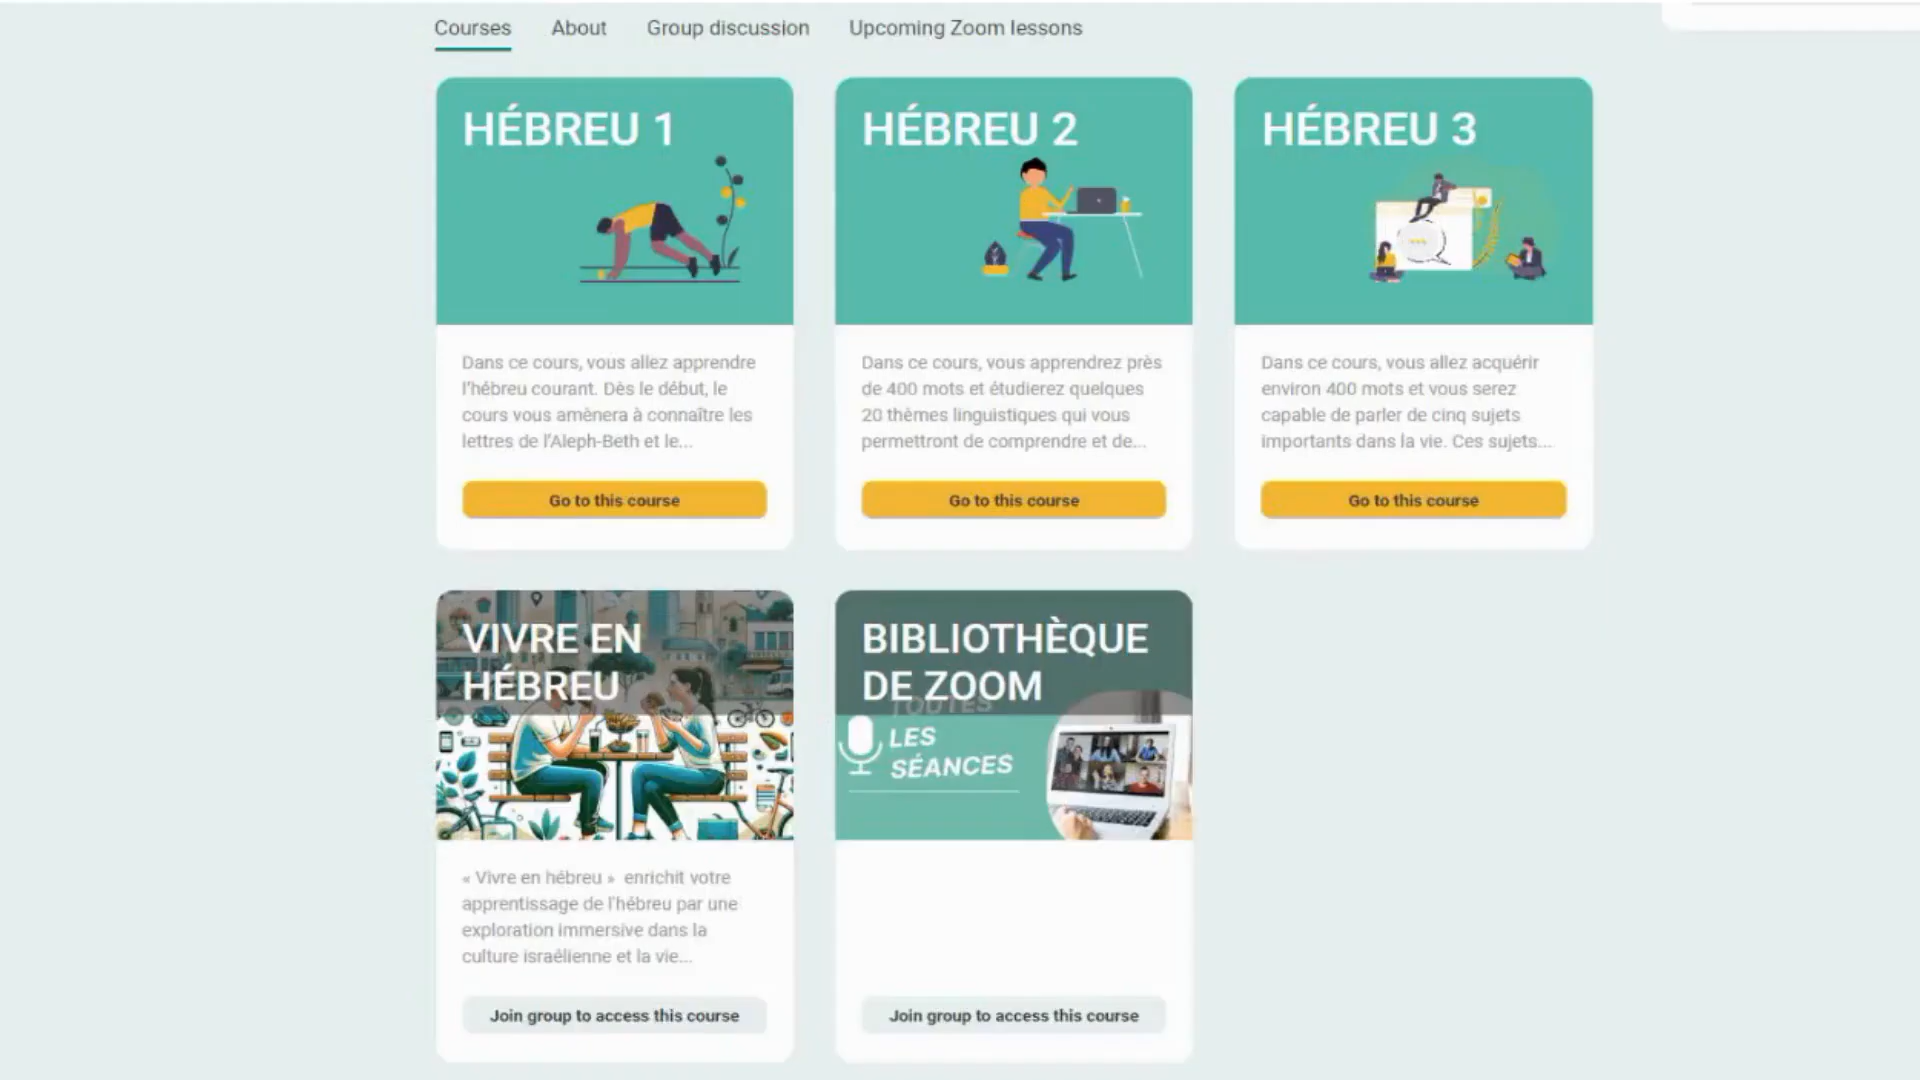 Courses About Group discussion Upcoming Zoom lessons
HÉBREU 1
Dans ce cours, vous allez apprendre
l'hébreu courant. Dès le début, le
cours vous amènera à connaître les
lettres de l'Aleph-Beth et le...
Go to this course
HÉBREU 2
Dans ce cours, vous apprendrez près
de 400 mots et étudierez quelques
20 thèmes linguistiques qui vous
permettront de comprendre et de...
Go to this course
HÉBREU 3
Dans ce cours, vous allez acquérir
environ 400 mots et vous serez
capable de parler de cinq sujets
importants dans la vie. Ces sujets...
Go to this course
VIVRE EN
HÉBREU
« Vivre en hébreu » enrichit votre
apprentissage de l'hébreu par une
exploration immersive dans la
culture israélienne et la vie...
Join group to access this course
BIBLIOTHÈQUE
DE ZOOM
TOUTES
LES
SÉANCES
Join group to access this course